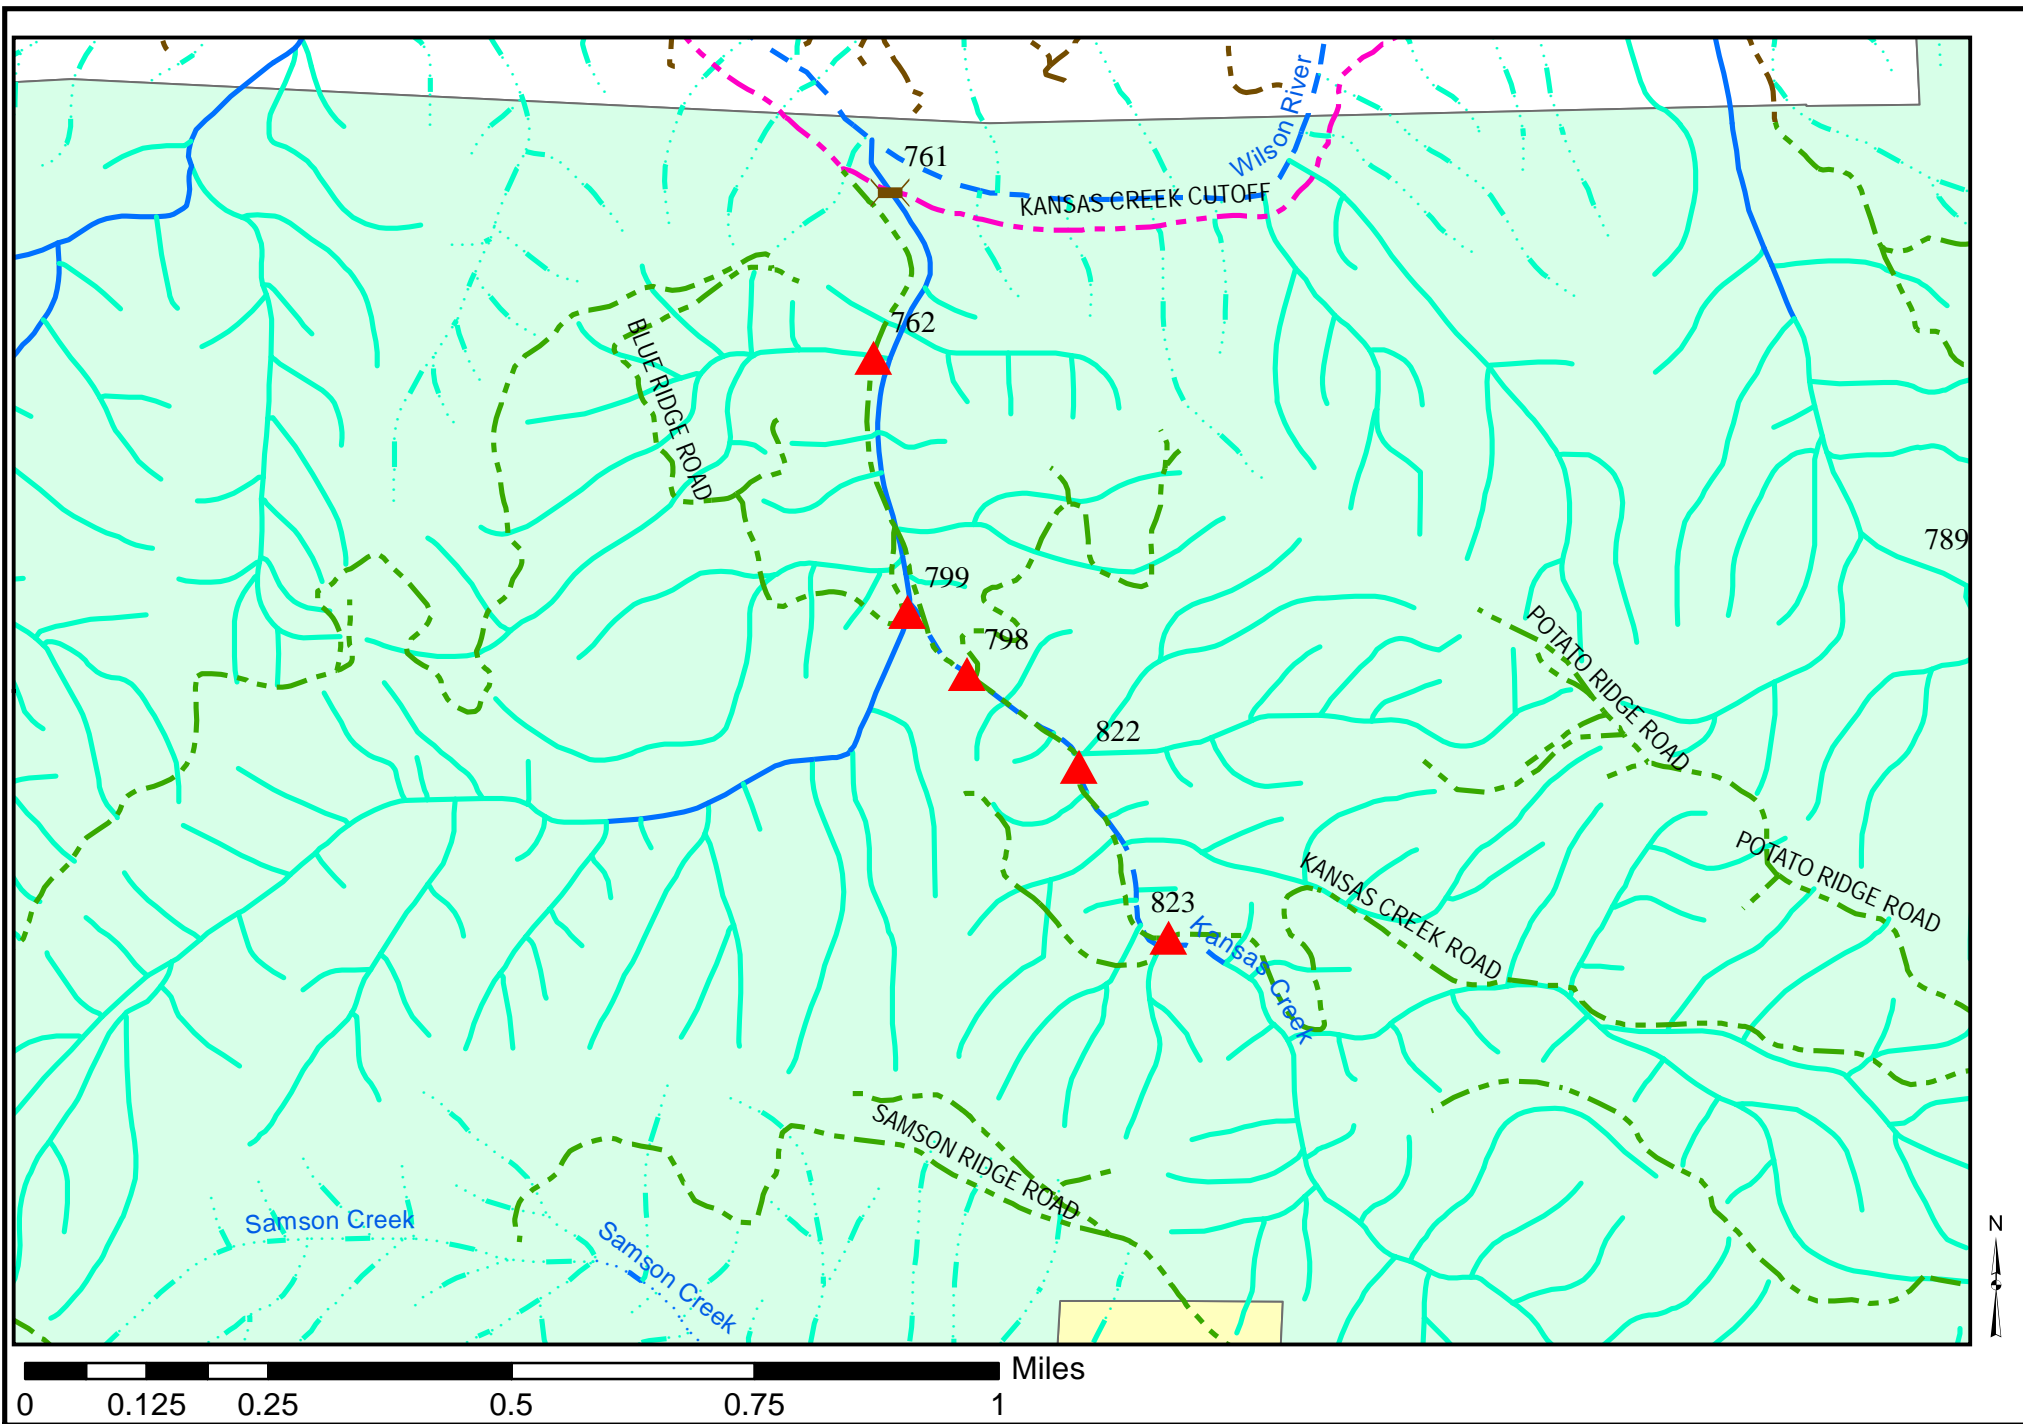 Wilson River
761
KANSAS CREEK CUTOFF
762
BLUE RIDGE ROAD
789
799
798
POTATO RIDGE ROAD
822
POTATO RIDGE ROAD
KANSAS CREEK ROAD
823
Kansas Creek
SAMSON RIDGE ROAD
Samson Creek
Samson Creek
N
Miles
0 0.125 0.25 0.5 0.75 1